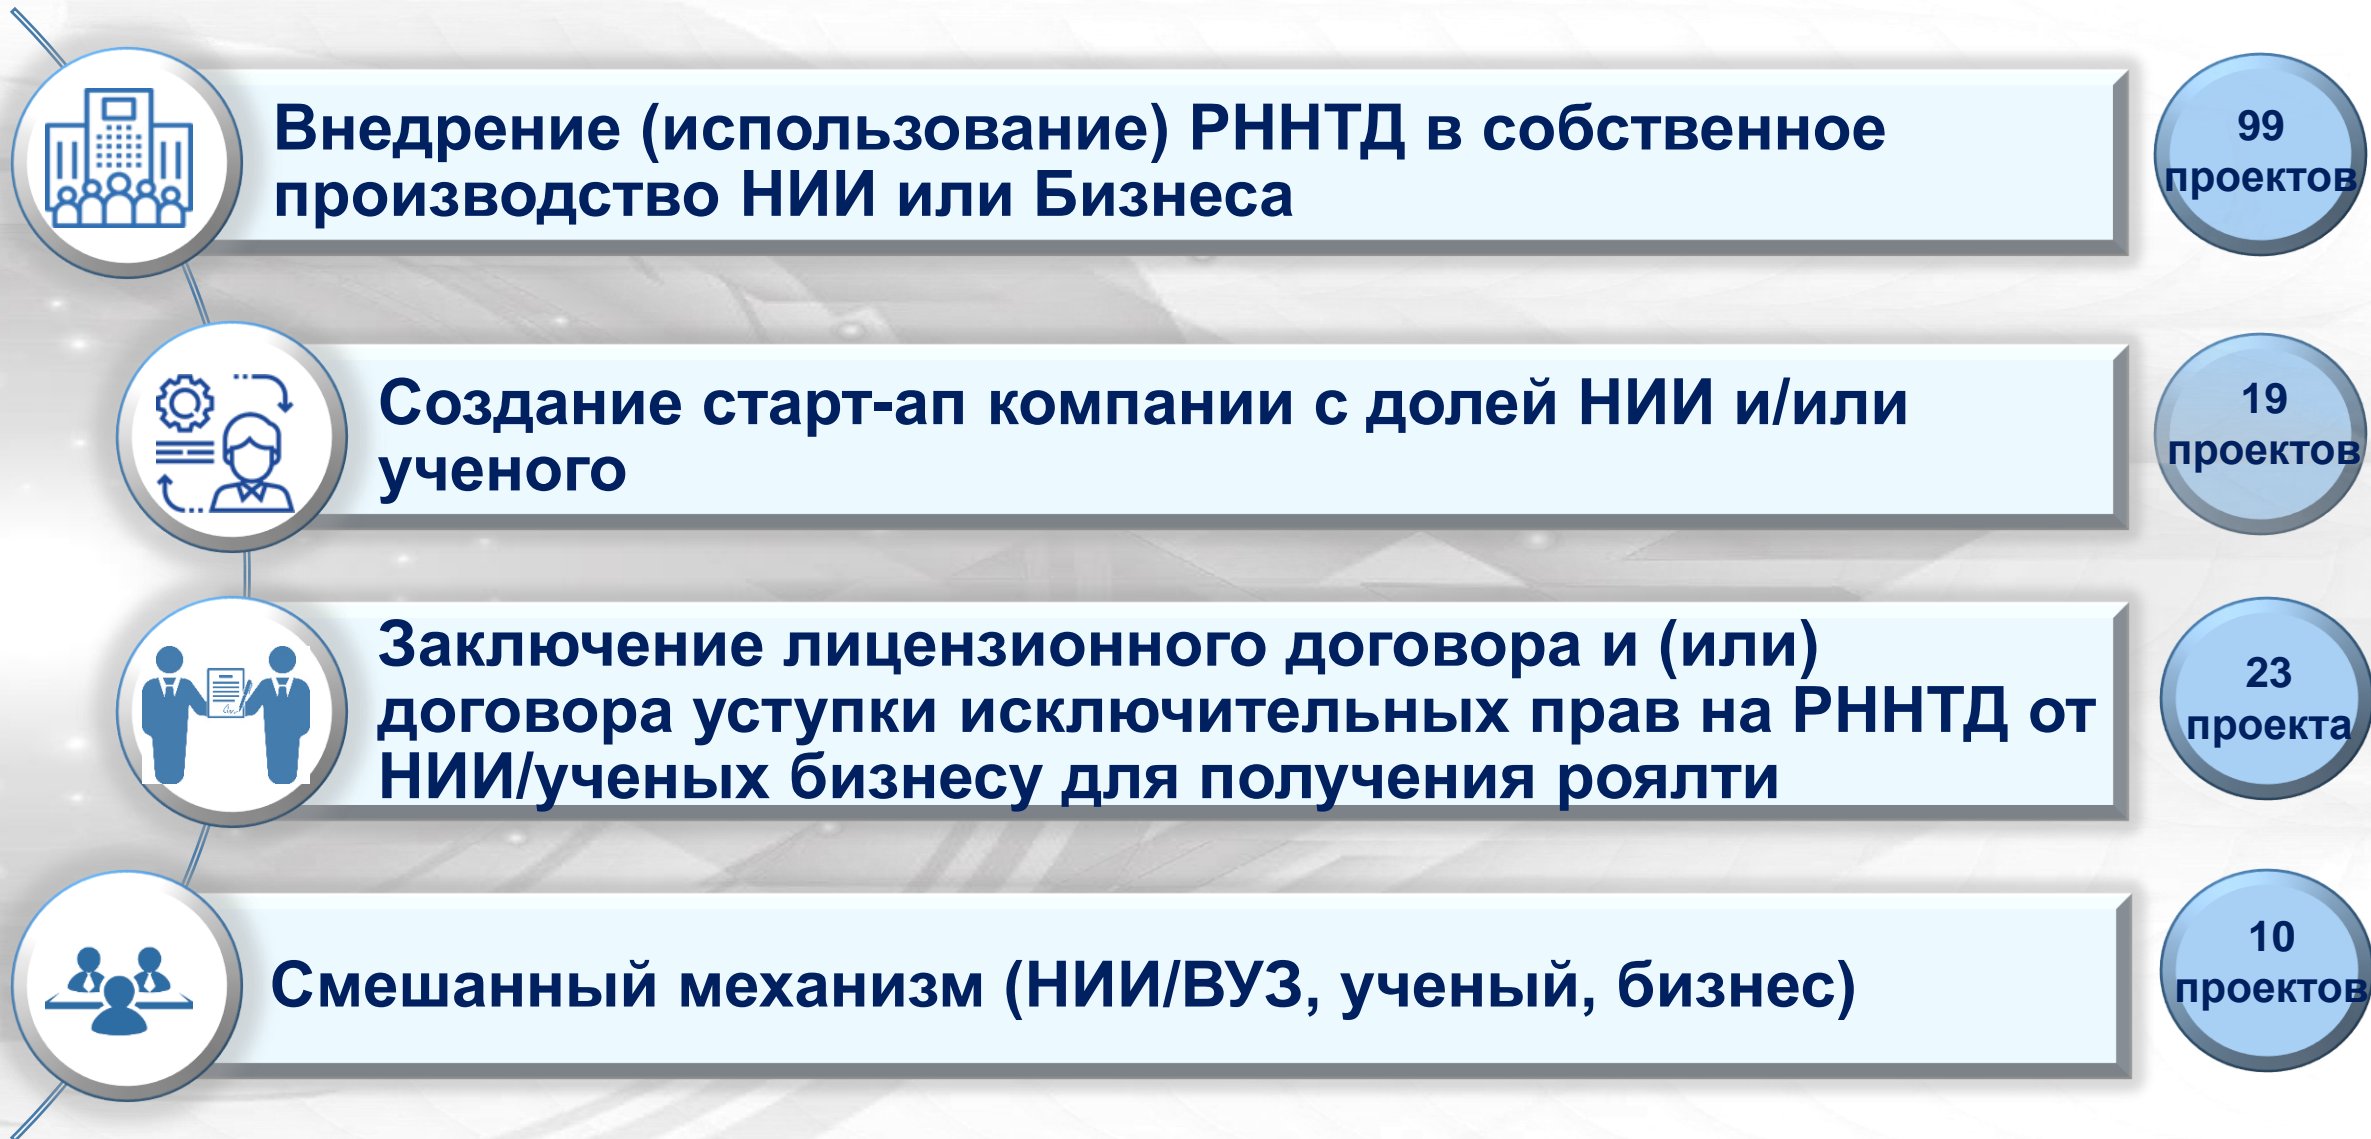 Внедрение (использование) РННТД в собственное
производство НИИ или Бизнеса
99
проектов
Создание старт-ап компании с долей НИИ и/или
ученого
19
проектов
Заключение лицензионного договора и (или)
договора уступки исключительных прав на РННТД от
НИИ/ученых бизнесу для получения роялти
23
проекта
Смешанный механизм (НИИ/ВУЗ, ученый, бизнес)
10
проектов